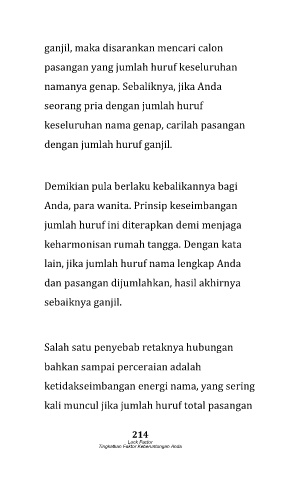 ganjil, maka disarankan mencari calon
pasangan yang jumlah huruf keseluruhan
namanya genap. Sebaliknya, jika Anda
seorang pria dengan jumlah huruf
keseluruhan nama genap, carilah pasangan
dengan jumlah huruf ganjil.
Demikian pula berlaku kebalikannya bagi
Anda, para wanita. Prinsip keseimbangan
jumlah huruf ini diterapkan demi menjaga
keharmonisan rumah tangga. Dengan kata
lain, jika jumlah huruf nama lengkap Anda
dan pasangan dijumlahkan, hasil akhirnya
sebaiknya ganjil.
Salah satu penyebab retaknya hubungan
bahkan sampai perceraian adalah
ketidakseimbangan energi nama, yang sering
kali muncul jika jumlah huruf total pasangan
214
Luck Factor
Tingkatkan Faktor Keberuntungan Anda